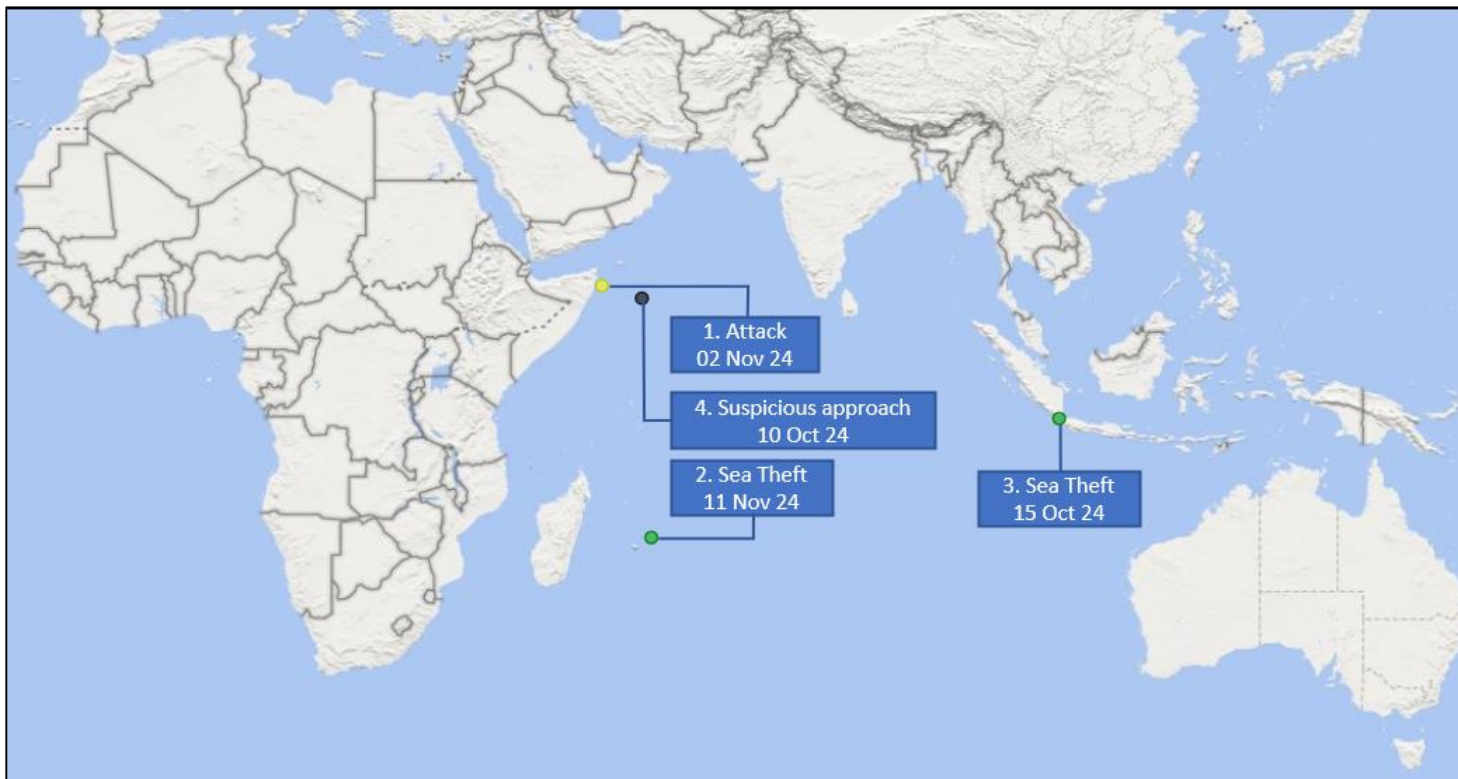 1. Attack
02 Nov 24
4. Suspicious approach
10 Oct 24
2. Sea Theft
11 Nov 24
3. Sea Theft
15 Oct 24